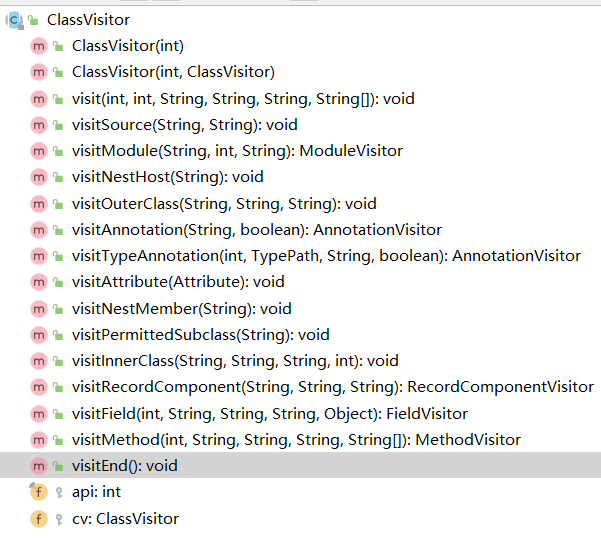 ClassVisitor
ClassVisitor(int)
ClassVisitor(int, ClassVisitor)
visit(int, int, String, String, String, String[]): void
visitSource(String, String): void
visitModule(String, int, String): ModuleVisitor
visitNestHost(String): void
visitOuterClass(String, String, String): void
visitAnnotation(String, boolean): AnnotationVisitor
visitTypeAnnotation(int, TypePath, String, boolean): AnnotationVisitor
visitAttribute(Attribute): void
visitNestMember(String): void
visitPermittedSubclass(String): void
visitInnerClass(String, String, String, int): void
visitRecordComponent(String, String, String): RecordComponentVisitor
visitField(int, String, String, String, Object): FieldVisitor
visitMethod(int, String, String, String, String[]): MethodVisitor
visitEnd(): void
api: int
cv: ClassVisitor